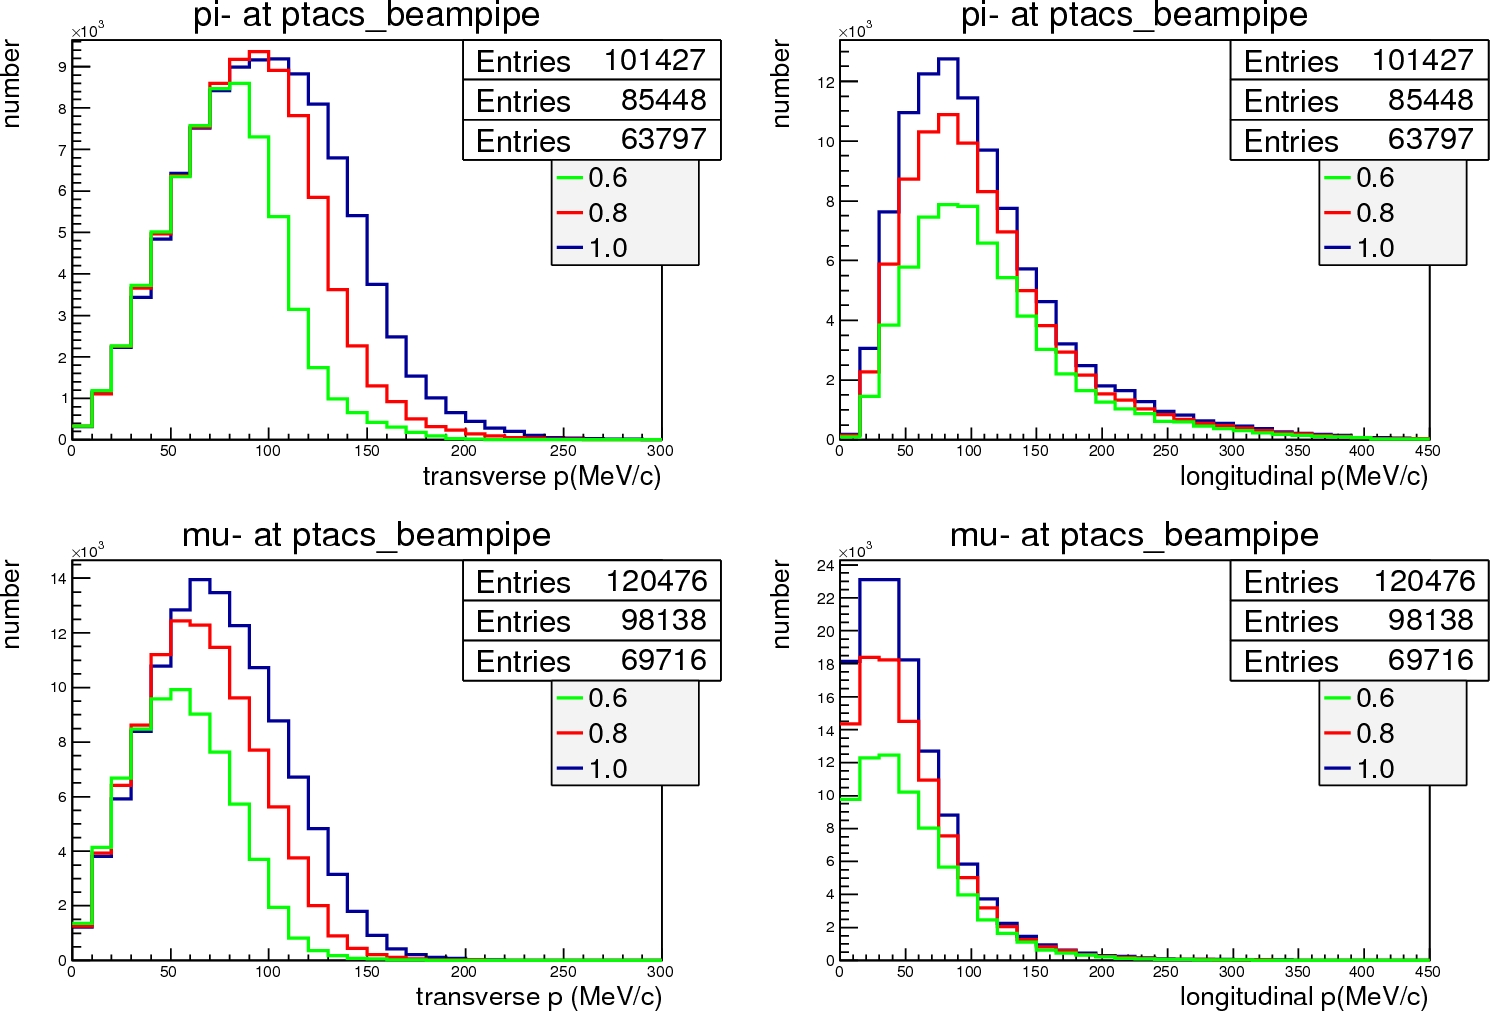 pi- at ptacs_beampipe
×10³
number
Entries 101427
Entries 85448
Entries 63797
0.6
0.8
1.0
9
8
7
6
5
4
3
2
1
0
0 50 100 150 200 250 300
transverse p(MeV/c)
pi- at ptacs_beampipe
×10³
number
Entries 101427
Entries 85448
Entries 63797
0.6
0.8
1.0
12
10
8
6
4
2
0
0 50 100 150 200 250 300 350 400 450
longitudinal p(MeV/c)
mu- at ptacs_beampipe
×10³
number
Entries 120476
Entries 98138
Entries 69716
0.6
0.8
1.0
14
12
10
8
6
4
2
0
0 50 100 150 200 250 300
transverse p (MeV/c)
mu- at ptacs_beampipe
×10³
number
Entries 120476
Entries 98138
Entries 69716
0.6
0.8
1.0
24
22
20
18
16
14
12
10
8
6
4
2
0
0 50 100 150 200 250 300 350 400 450
longitudinal p(MeV/c)